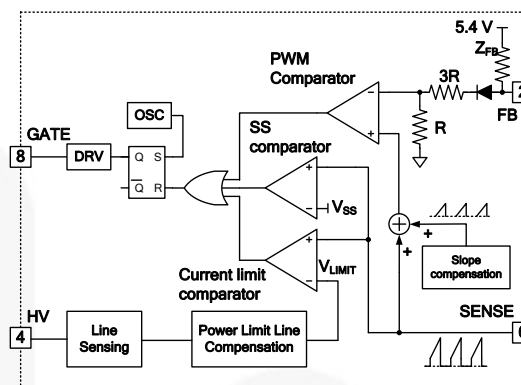 5.4 V
Z_FB
PWM
Comparator
3R
2
FB
OSC
SS
comparator
R
GATE
8
DRV
Q S
Q̅ R
V_SS
Slope
compensation
V_LIMIT
Current limit
comparator
SENSE
HV
4
Line
Sensing
Power Limit Line
Compensation